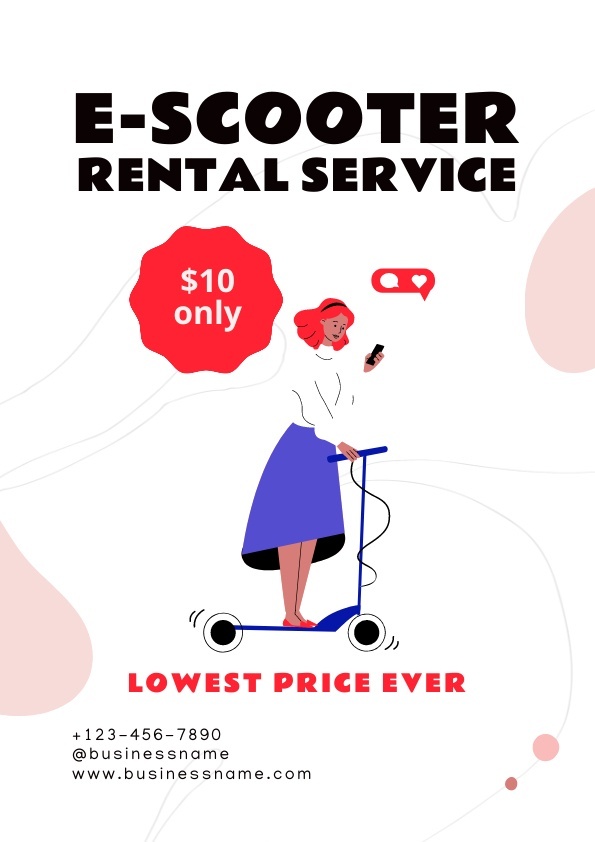 E-SCOOTER
RENTAL SERVICE
$10
only
LOWEST PRICE EVER
+123-456-7890
@businessname
www.businessname.com